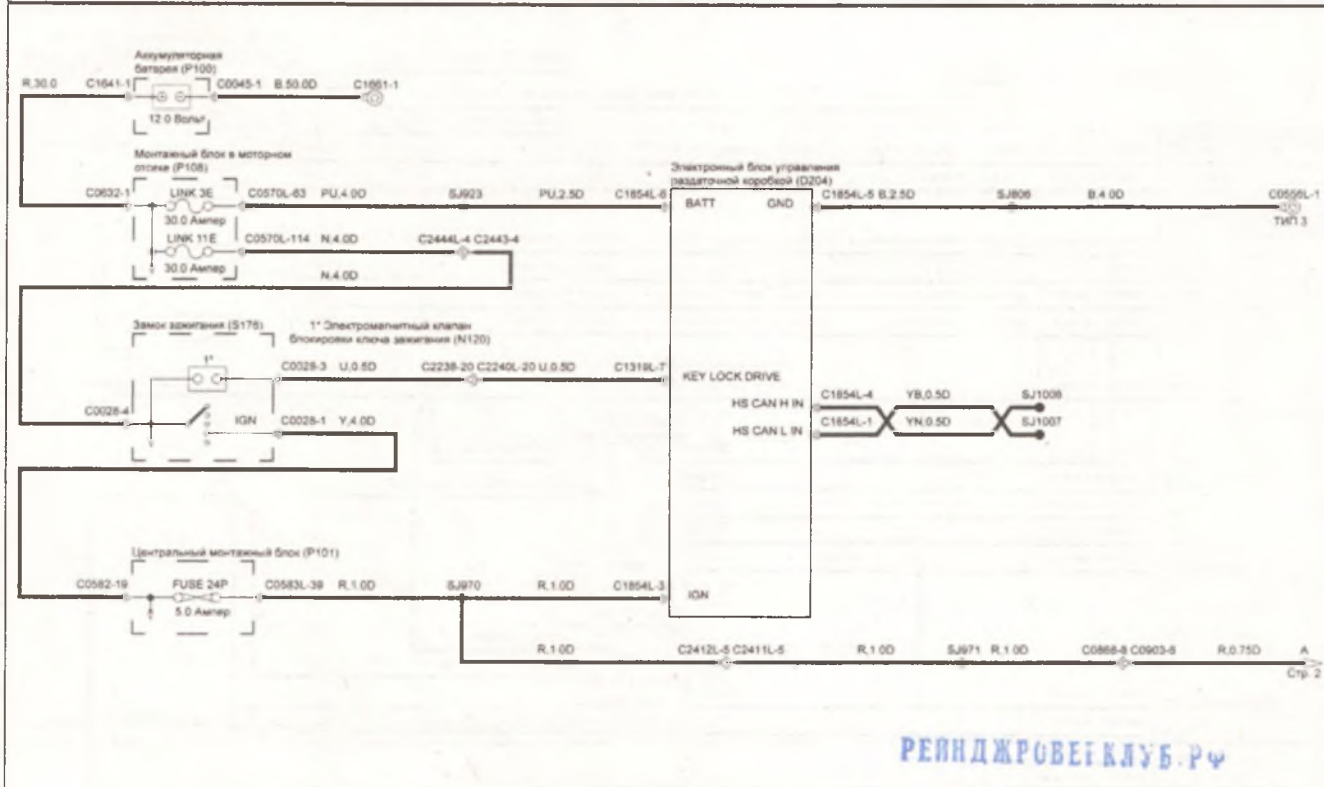 Аккумуляторная
батарея (P100)
R,30.0 C1641-1 C0045-1 B.50.0D C1661-1
12.0 Вольт
Монтажный блок в моторном
отсеке (P108)
C0632-1 LINK 3E C0570L-63 PU,4.0D SJ923 PU,2.5D C1854L-6
30.0 Ампер
LINK 11E C0570L-114 N,4.0D C2444L-4 C2443-4
30.0 Ампер N,4.0D
Электронный блок управления
раздаточной коробкой (D204)
BATT GND C1854L-5 B.2.5D SJ806 B.4.0D C0556L-1
ТИП 3
Замок зажигания (S176) 1* Электромагнитный клапан
блокировки ключа зажигания (N120)
1* C0028-3 U,0.5D C2238-20 C2240L-20 U,0.5D C1319L-7 KEY LOCK DRIVE
C0028-4 IGN C0028-1 Y,4.0D
HS CAN H IN C1854L-4 YB,0.5D SJ1006
HS CAN L IN C1854L-1 YN,0.5D SJ1007
Центральный монтажный блок (P101)
C0582-19 FUSE 24P C0583L-39 R,1.0D SJ970 R,1.0D C1854L-3 IGN
5.0 Ампер
R,1.0D C2412L-5 C2411L-5 R,1.0D SJ971 R,1.0D C0868-8 C0903-8 R,0.75D A
Стр. 2
РЕЙНДЖРОВЕРКЛУБ.РФ